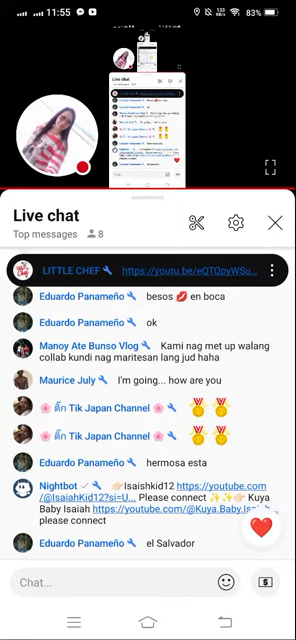 11:55
133
KB/S
83%
Live chat
Top messages 8
LITTLE CHEF https://youtu.be/eQTQpyWSu...
Eduardo Panameño besos 💋 en boca
Eduardo Panameño ok
Manoy Ate Bunso Vlog Kami nag met up walang
collab kundi nag maritesan lang jud haha
Maurice July I'm going... how are you
🌸 ติ๊ก Tik Japan Channel 🌸 🏅🏅
🌸 ติ๊ก Tik Japan Channel 🌸 🏅🏅
Eduardo Panameño hermosa esta
Nightbot ✓ 👉🏻Isaishkid12 https://youtube.com
/@IsaiahKid12?si=U... Please connect ✨✨👉🏻 Kuya
Baby Isaiah https://youtube.com/@Kuya.Baby.Isaiah...
please connect
Eduardo Panameño el Salvador
Chat...